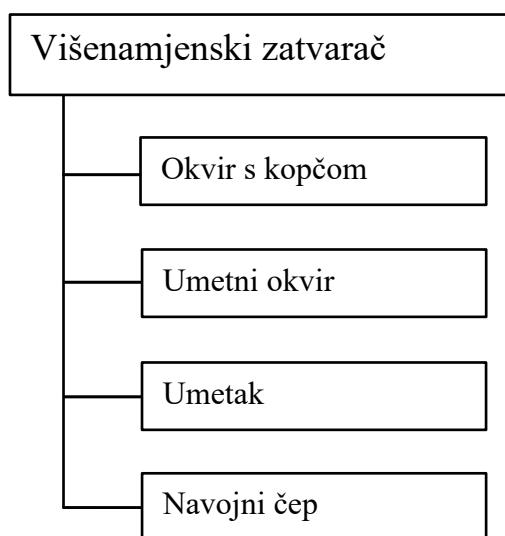 Višenamjenski zatvarač
Okvir s kopčom
Umetni okvir
Umetak
Navojni čep